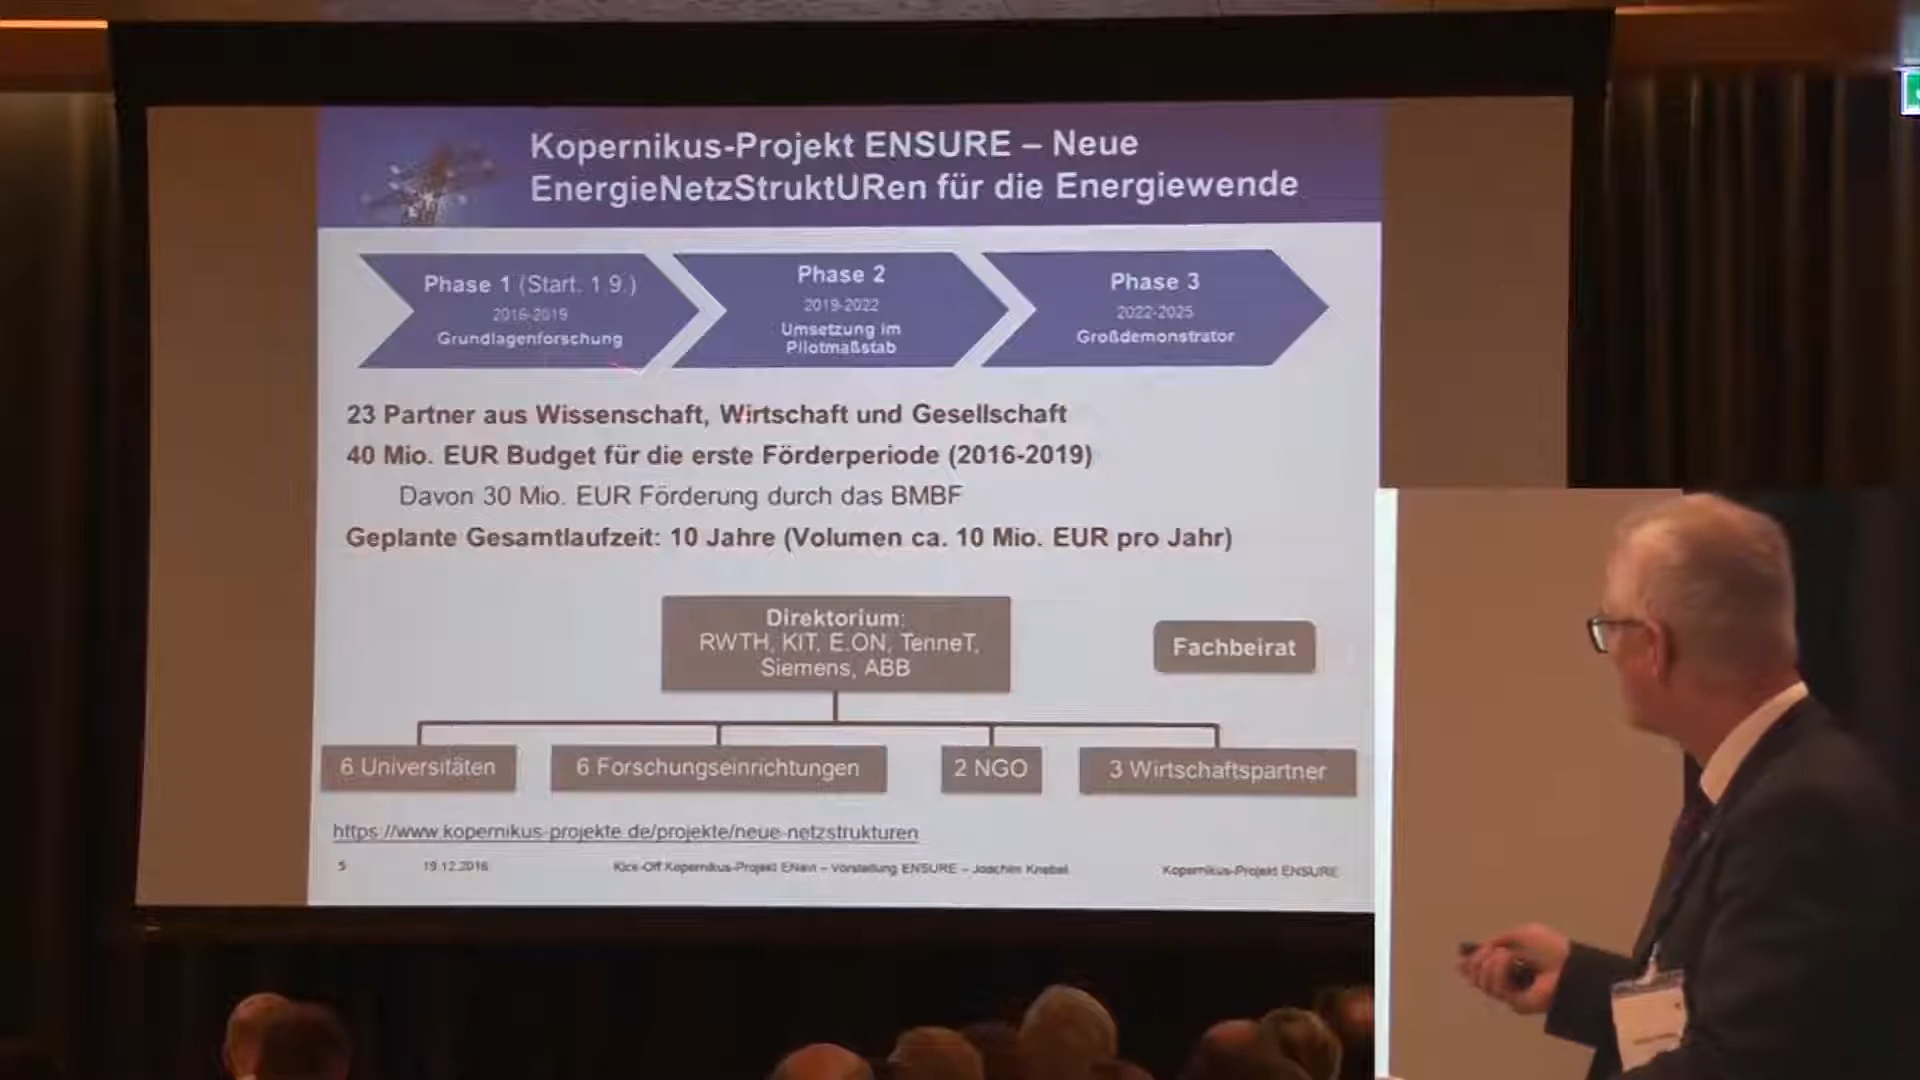 Kopernikus-Projekt ENSURE – Neue
EnergieNetzStruktURen für die Energiewende
Phase 1 (Start. 1.9.)
2016-2019
Grundlagenforschung
Phase 2
2019-2022
Umsetzung im
Pilotmaßstab
Phase 3
2022-2025
Großdemonstrator
23 Partner aus Wissenschaft, Wirtschaft und Gesellschaft
40 Mio. EUR Budget für die erste Förderperiode (2016-2019)
Davon 30 Mio. EUR Förderung durch das BMBF
Geplante Gesamtlaufzeit: 10 Jahre (Volumen ca. 10 Mio. EUR pro Jahr)
Direktorium:
RWTH, KIT, E.ON, TenneT,
Siemens, ABB
Fachbeirat
6 Universitäten
6 Forschungseinrichtungen
2 NGO
3 Wirtschaftspartner
https://www.kopernikus-projekte.de/projekte/neue-netzstrukturen
5
19.12.2016
Kick-Off Kopernikus-Projekt ENavi – Vorstellung ENSURE – Joachim Knebel
Kopernikus-Projekt ENSURE